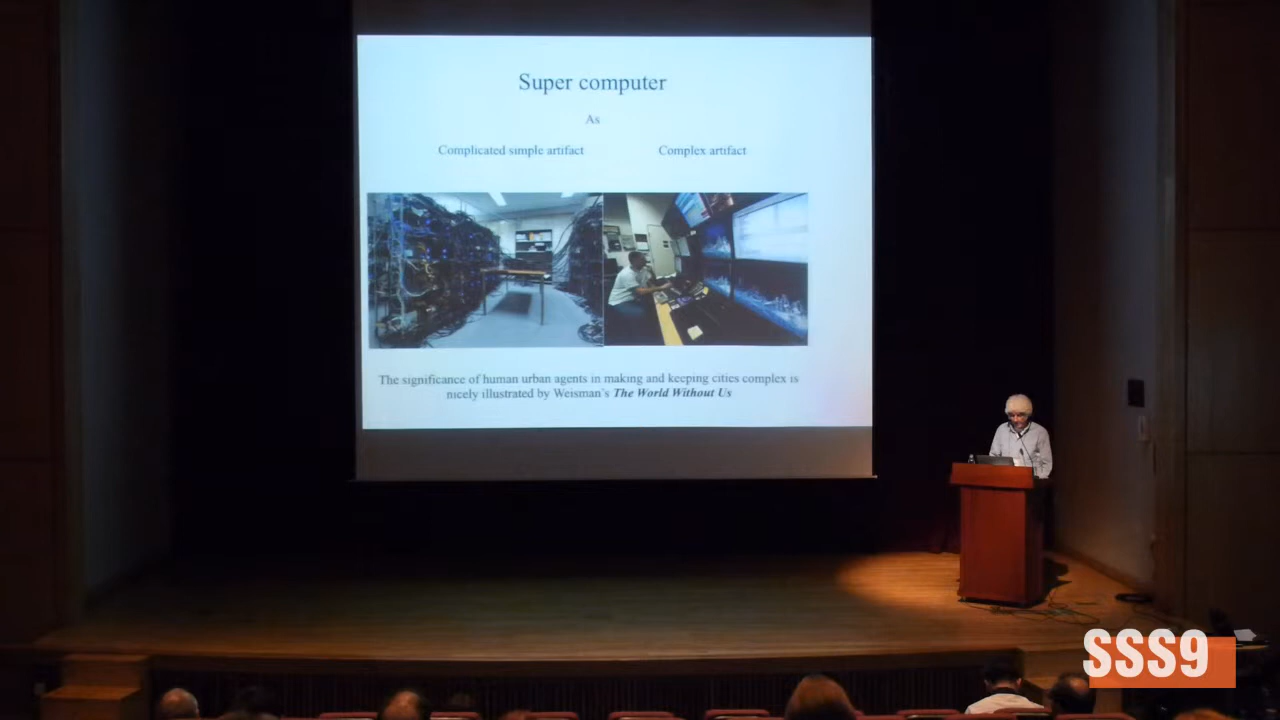 Super computer
As
Complicated simple artifact
Complex artifact
The significance of human urban agents in making and keeping cities complex is
nicely illustrated by Weisman's The World Without Us
SSS9